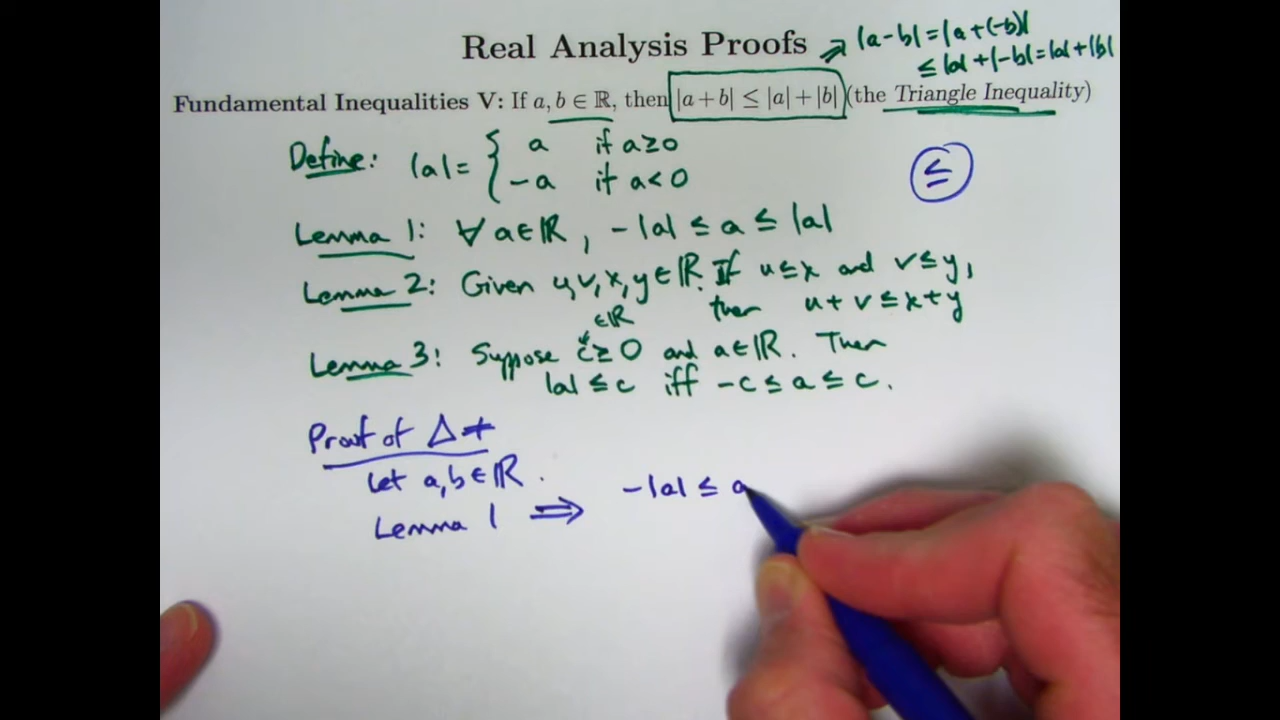 Real Analysis Proofs
|a-b| = |a+(-b)|
≤ |a|+|-b| = |a|+|b|
Fundamental Inequalities V: If a, b ∈ ℝ, then |a + b| ≤ |a| + |b| (the Triangle Inequality)
Define: |a| = { a if a ≥ 0
-a if a < 0
≤
Lemma 1: ∀ a ∈ ℝ, -|a| ≤ a ≤ |a|
Lemma 2: Given u, v, x, y ∈ ℝ. If u ≤ x and v ≤ y,
then u + v ≤ x + y
∈ ℝ
Lemma 3: Suppose c ≥ 0 and a ∈ ℝ. Then
|a| ≤ c iff -c ≤ a ≤ c.
Proof of Δ≠
Let a, b ∈ ℝ.
Lemma 1 ⟹ -|a| ≤ a